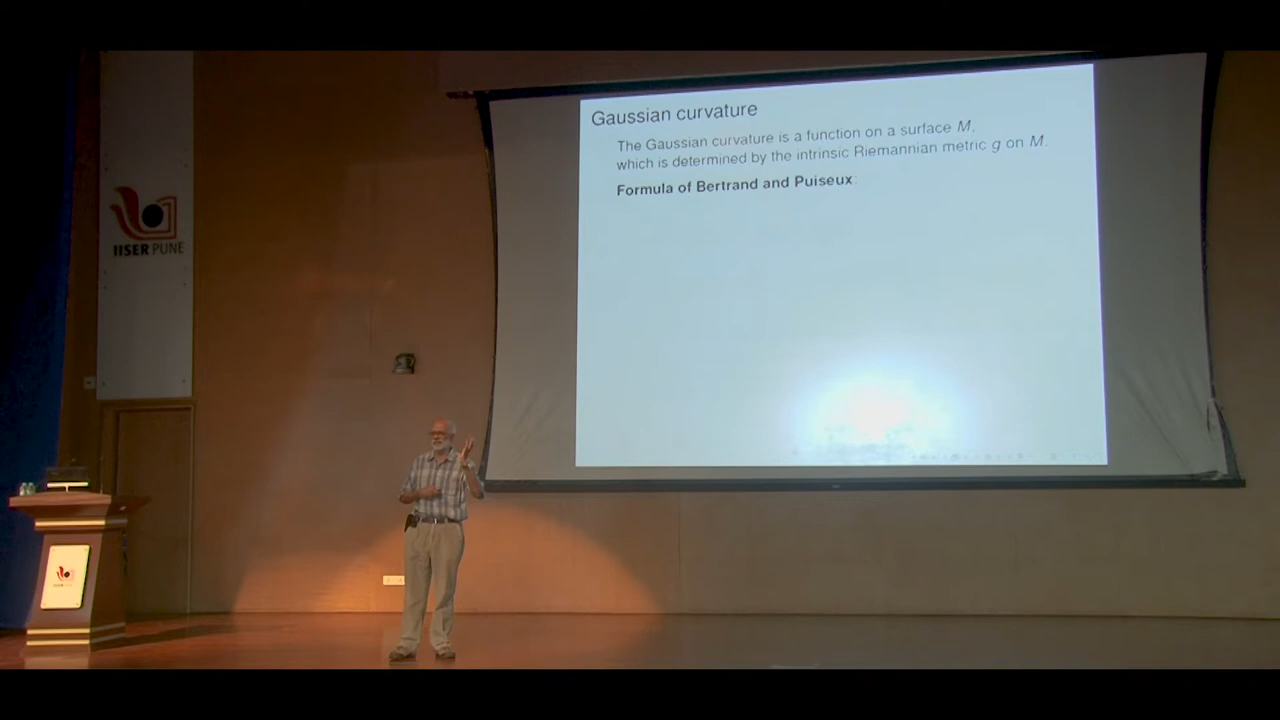 Gaussian curvature
The Gaussian curvature is a function on a surface M,
which is determined by the intrinsic Riemannian metric g on M.
Formula of Bertrand and Puiseux:
IISER PUNE